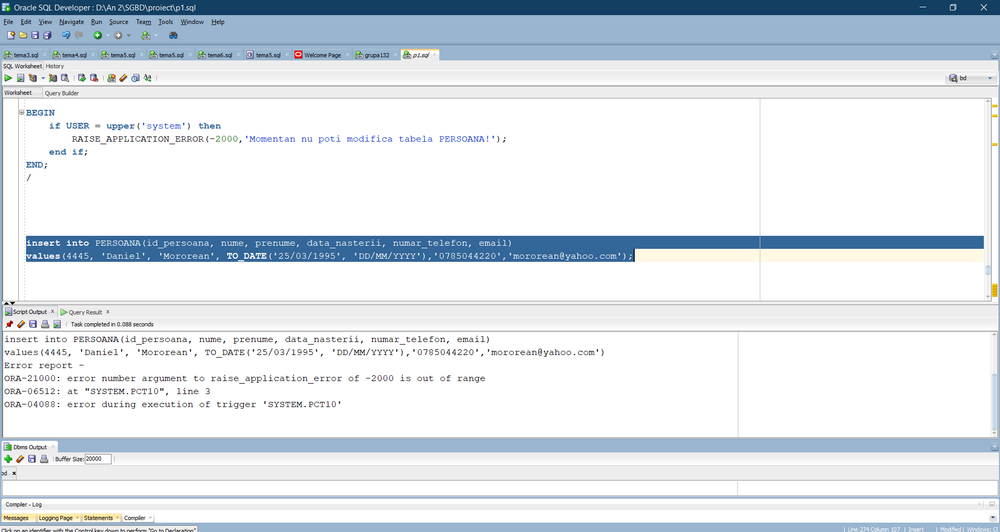 Oracle SQL Developer : D:\An 2\SGBD\proiect\p1.sql
File Edit View Navigate Run Source Team Tools Window Help
tema3.sql tema4.sql tema5.sql tema5.sql tema6.sql tema5.sql Welcome Page grupa132 p1.sql
SQL Worksheet History
bd
Worksheet Query Builder
BEGIN
if USER = upper('system') then
RAISE_APPLICATION_ERROR(-2000,'Momentan nu poti modifica tabela PERSOANA!');
end if;
END;
/
insert into PERSOANA(id_persoana, nume, prenume, data_nasterii, numar_telefon, email)
values(4445, 'Daniel', 'Mororean', TO_DATE('25/03/1995', 'DD/MM/YYYY'),'0785044220','mororean@yahoo.com');
Script Output x Query Result x
Task completed in 0.088 seconds
insert into PERSOANA(id_persoana, nume, prenume, data_nasterii, numar_telefon, email)
values(4445, 'Daniel', 'Mororean', TO_DATE('25/03/1995', 'DD/MM/YYYY'),'0785044220','mororean@yahoo.com')
Error report -
ORA-21000: error number argument to raise_application_error of -2000 is out of range
ORA-06512: at "SYSTEM.PCT10", line 3
ORA-04088: error during execution of trigger 'SYSTEM.PCT10'
Dbms Output
Buffer Size: 20000
bd x
Compiler - Log
Messages Logging Page Statements Compiler
Click on an identifier with the Control key down to perform "Go to Declaration"
Line 274 Column 107 | Insert | Modified | Windows: CF